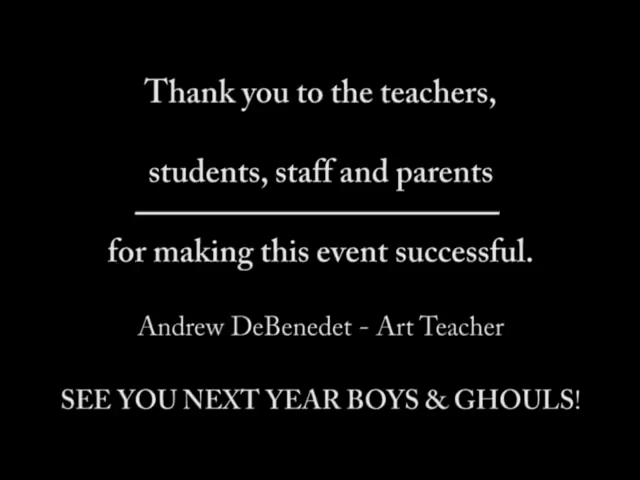 Thank you to the teachers,
students, staff and parents
for making this event successful.
Andrew DeBenedet - Art Teacher
SEE YOU NEXT YEAR BOYS & GHOULS!